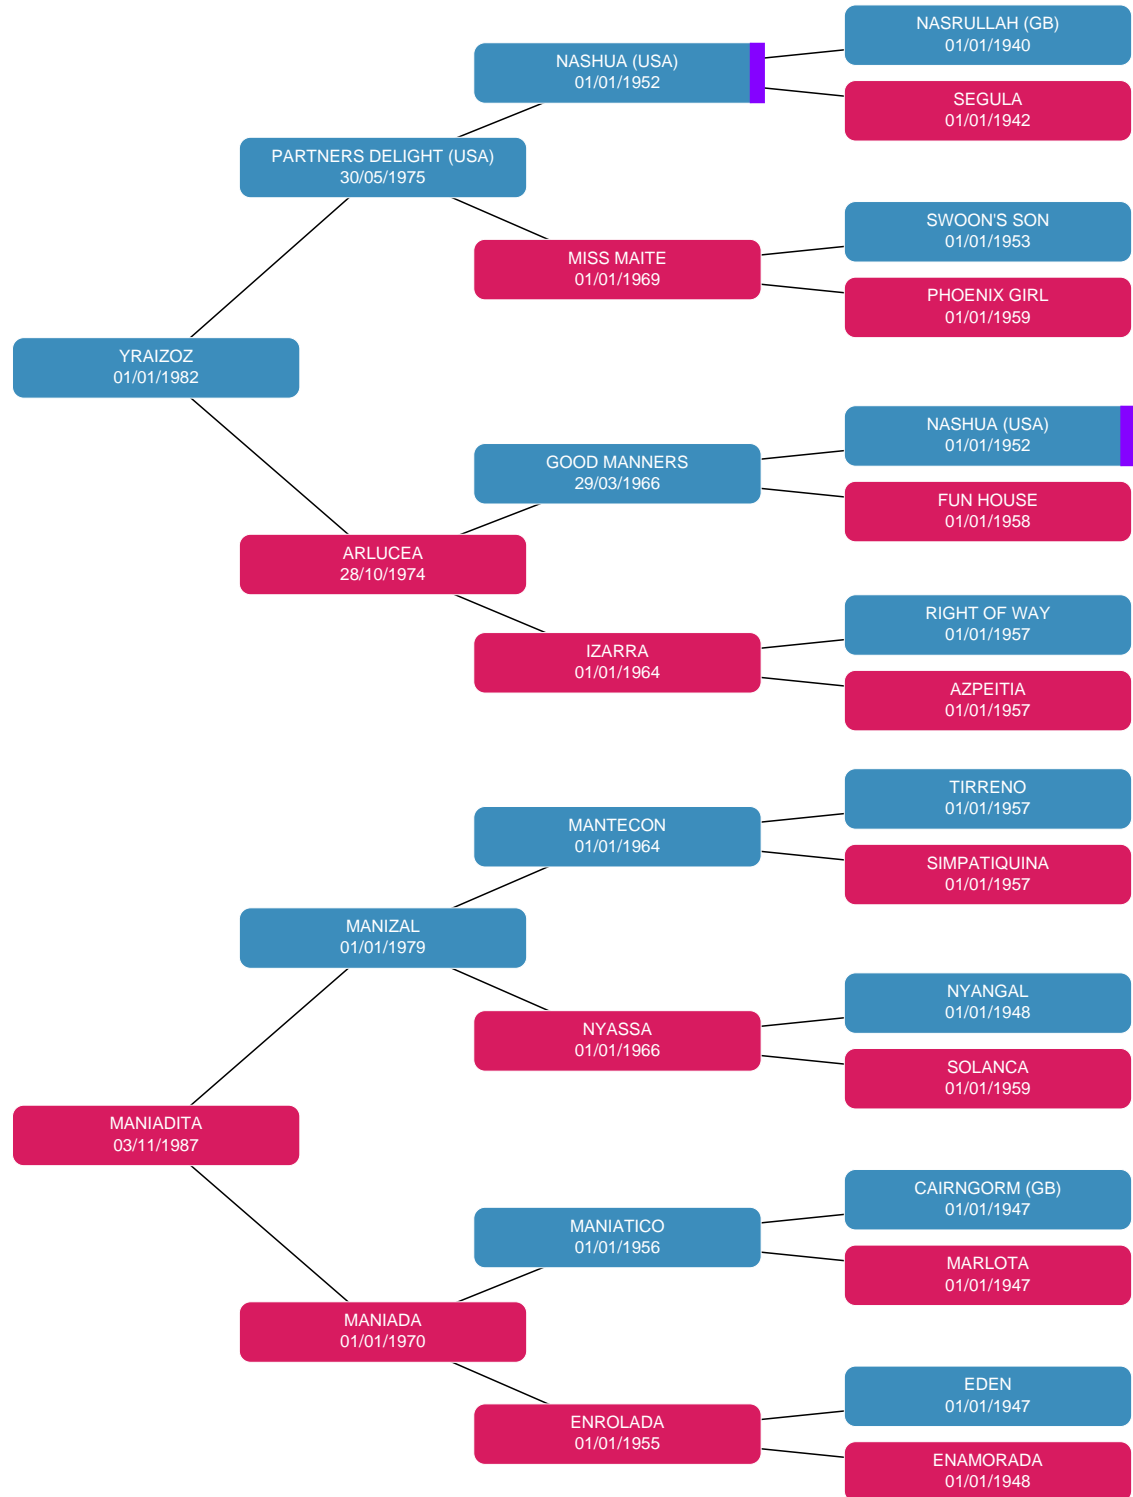 NASRULLAH (GB)
01/01/1940
NASHUA (USA)
01/01/1952
SEGULA
01/01/1942
PARTNERS DELIGHT (USA)
30/05/1975
SWOON'S SON
01/01/1953
MISS MAITE
01/01/1969
PHOENIX GIRL
01/01/1959
YRAIZOZ
01/01/1982
NASHUA (USA)
01/01/1952
GOOD MANNERS
29/03/1966
FUN HOUSE
01/01/1958
ARLUCEA
28/10/1974
RIGHT OF WAY
01/01/1957
IZARRA
01/01/1964
AZPEITIA
01/01/1957
TIRRENO
01/01/1957
MANTECON
01/01/1964
SIMPATIQUINA
01/01/1957
MANIZAL
01/01/1979
NYANGAL
01/01/1948
NYASSA
01/01/1966
SOLANCA
01/01/1959
MANIADITA
03/11/1987
CAIRNGORM (GB)
01/01/1947
MANIATICO
01/01/1956
MARLOTA
01/01/1947
MANIADA
01/01/1970
EDEN
01/01/1947
ENROLADA
01/01/1955
ENAMORADA
01/01/1948